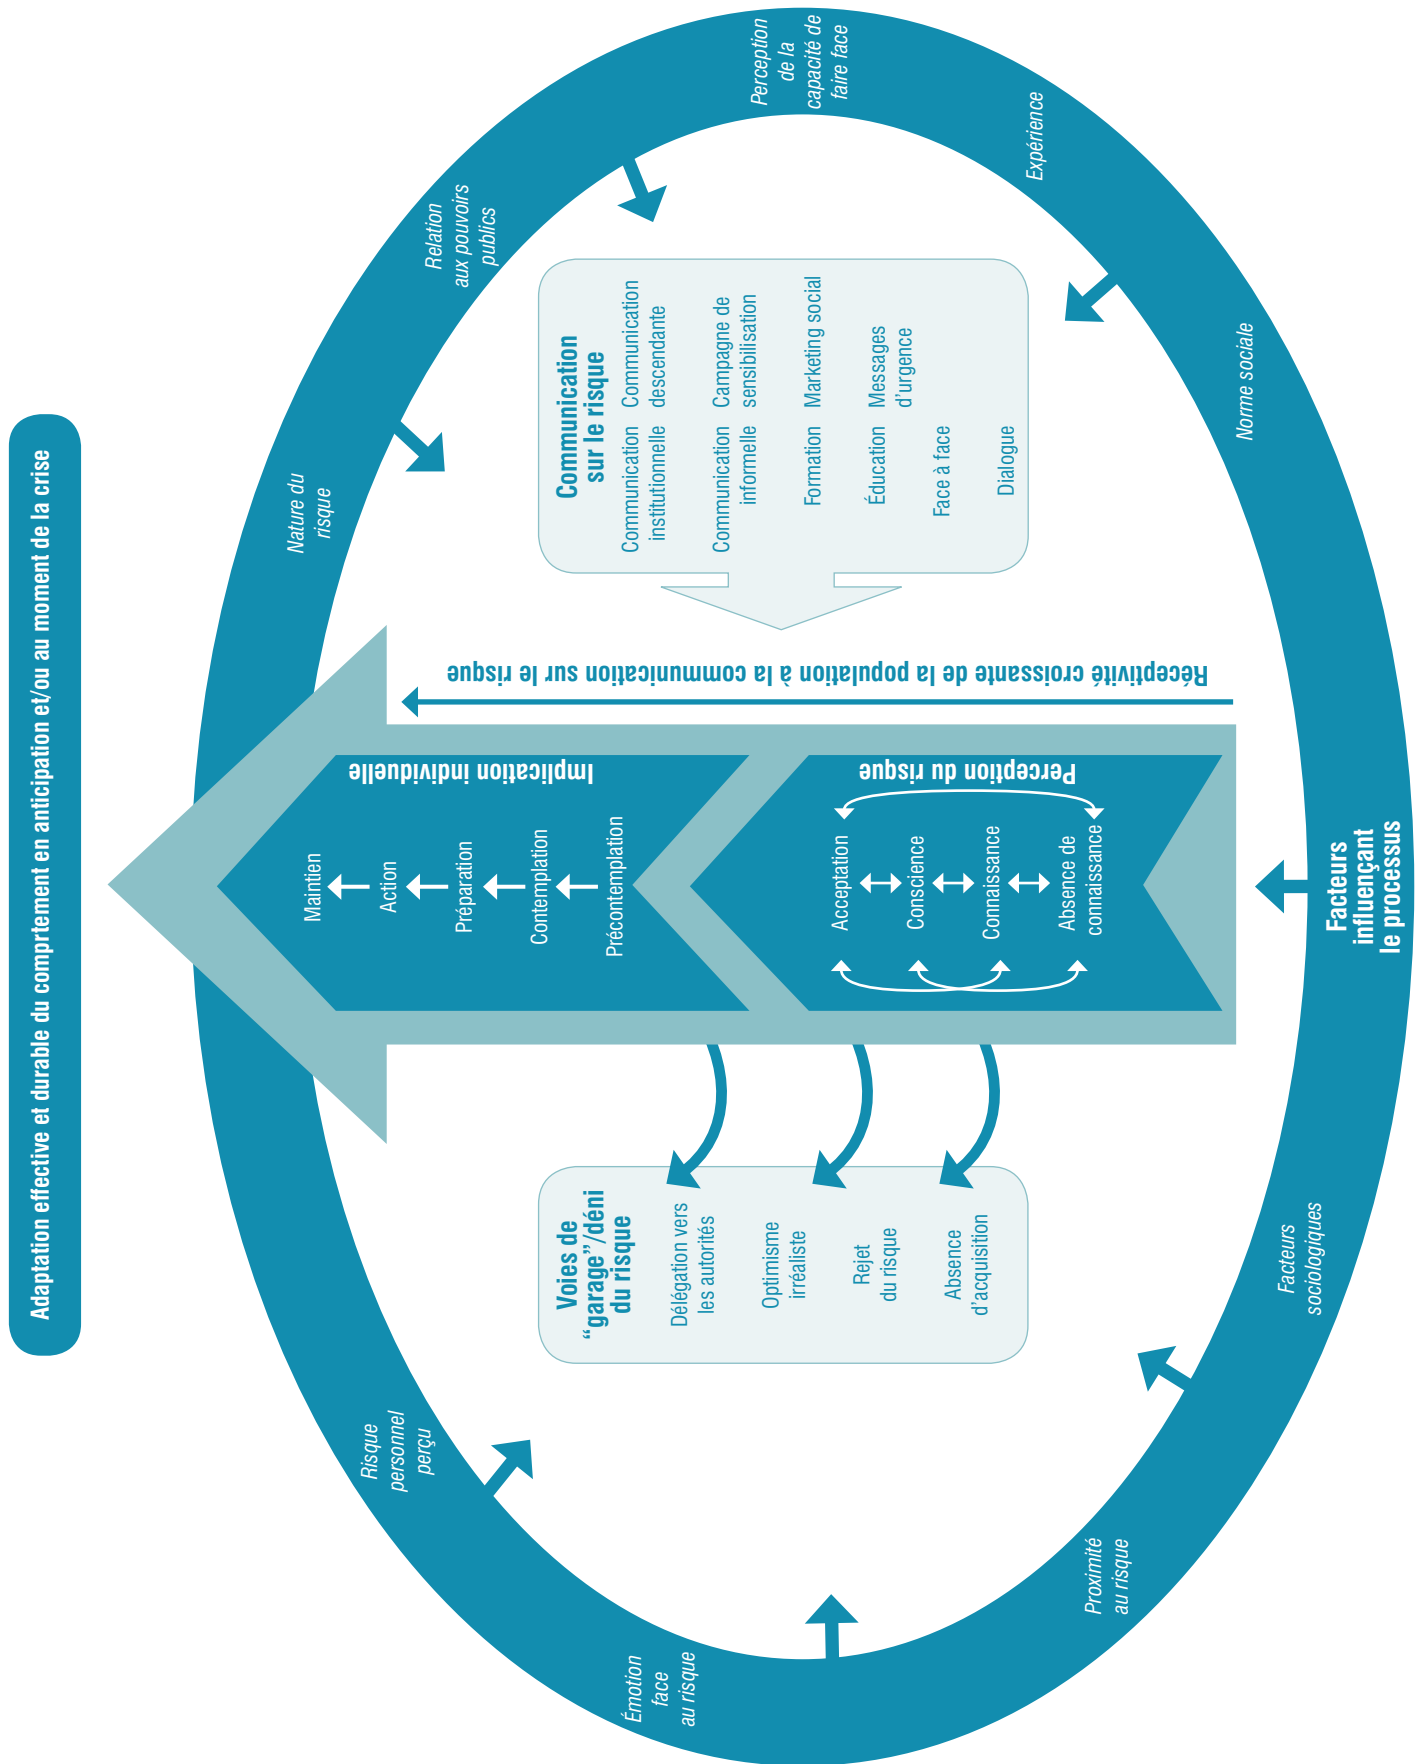 Adaptation effective et durable du comprtement en anticipation et/ou au moment de la crise
Risque
personnel
perçu
Nature du
risque
Relation
aux pouvoirs
publics
Émotion
face
au risque
Perception
de la
capacité de
faire face
Voies de
“garage”/déni
du risque
Délégation vers
les autorités
Optimisme
irréaliste
Rejet
du risque
Absence
d’acquisition
Implication individuelle
Maintien
Action
Préparation
Contemplation
Précontemplation
Perception du risque
Acceptation
Conscience
Connaissance
Absence de
connaissance
Réceptivité croissante de la population à la communication sur le risque
Communication
sur le risque
Communication
institutionnelle
Communication
descendante
Communication
informelle
Campagne de
sensibilisation
Formation
Marketing social
Éducation
Messages
d’urgence
Face à face
Dialogue
Expérience
Proximité
au risque
Norme sociale
Facteurs
sociologiques
Facteurs
influençant
le processus